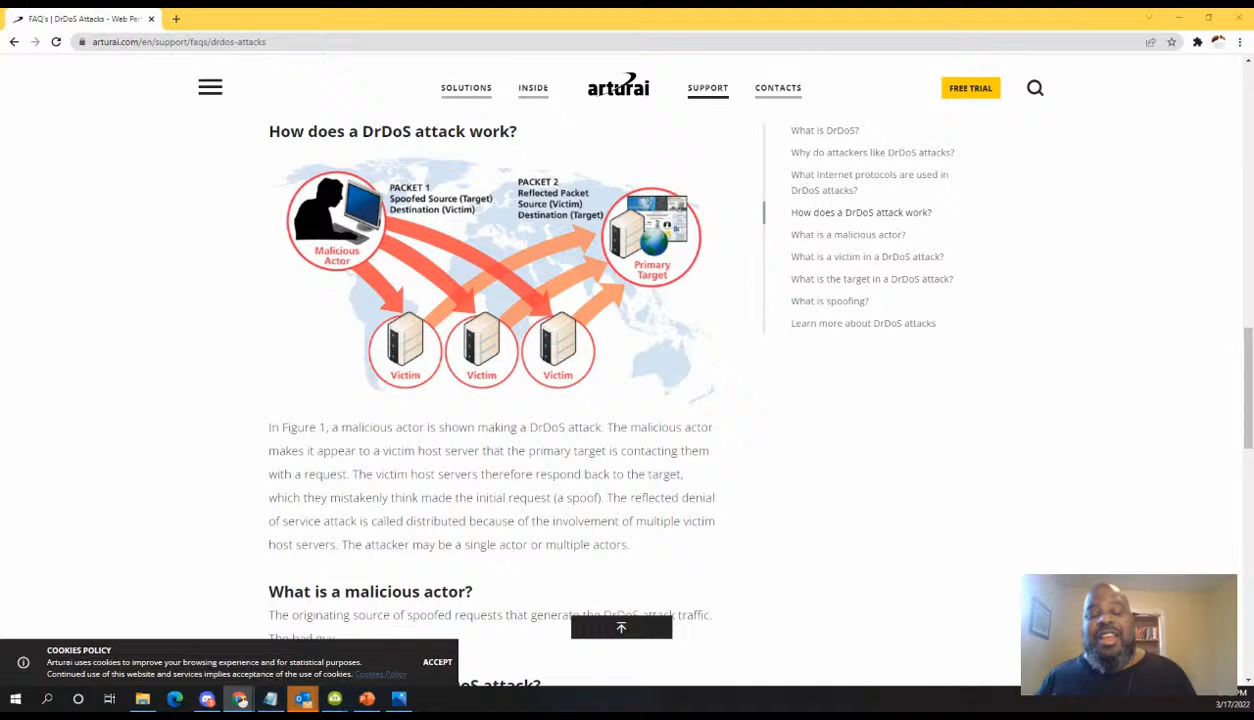 FAQ's | DrDoS Attacks - Web Per
arturai.com/en/support/faqs/drdos-attacks
SOLUTIONS
INSIDE
arturai
SUPPORT
CONTACTS
FREE TRIAL
How does a DrDoS attack work?
PACKET 1
Spoofed Source (Target)
Destination (Victim)
PACKET 2
Reflected Packet
Source (Victim)
Destination (Target)
Malicious
Actor
Primary
Target
Victim
Victim
Victim
What is DrDoS?
Why do attackers like DrDoS attacks?
What Internet protocols are used in
DrDoS attacks?
How does a DrDoS attack work?
What is a malicious actor?
What is a victim in a DrDoS attack?
What is the target in a DrDoS attack?
What is spoofing?
Learn more about DrDoS attacks
In Figure 1, a malicious actor is shown making a DrDoS attack. The malicious actor
makes it appear to a victim host server that the primary target is contacting them
with a request. The victim host servers therefore respond back to the target,
which they mistakenly think made the initial request (a spoof). The reflected denial
of service attack is called distributed because of the involvement of multiple victim
host servers. The attacker may be a single actor or multiple actors.
What is a malicious actor?
The originating source of spoofed requests that generate the DrDoS attack traffic.
The bad guy.
DoS attack?
COOKIES POLICY
Arturai uses cookies to improve your browsing experience and for statistical purposes.
Continued use of this website and services implies acceptance of the use of cookies. Cookies Policy
ACCEPT
PM
3/17/2022